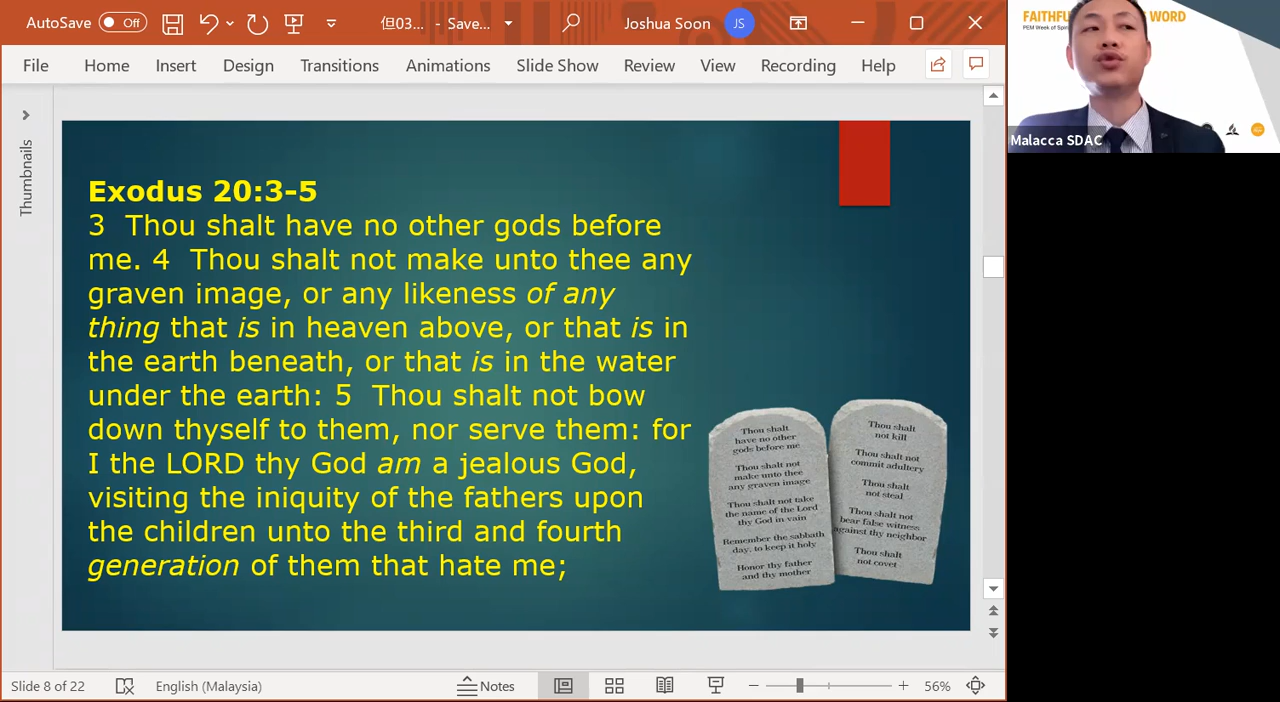 AutoSave Off 但03... - Save... Joshua Soon JS
File Home Insert Design Transitions Animations Slide Show Review View Recording Help
Thumbnails
Exodus 20:3-5
3 Thou shalt have no other gods before
me. 4 Thou shalt not make unto thee any
graven image, or any likeness of any
thing that is in heaven above, or that is in
the earth beneath, or that is in the water
under the earth: 5 Thou shalt not bow
down thyself to them, nor serve them: for
I the LORD thy God am a jealous God,
visiting the iniquity of the fathers upon
the children unto the third and fourth
generation of them that hate me;
Thou shalt
have no other
gods before me
Thou shalt not
make unto thee
any graven image
Thou shalt not take
the name of the Lord
thy God in vain
Remember the sabbath
day, to keep it holy
Honor thy father
and thy mother
Thou shalt
not kill
Thou shalt not
commit adultery
Thou shalt
not steal
Thou shalt not
bear false witness
against thy neighbor
Thou shalt
not covet
Slide 8 of 22 English (Malaysia) Notes 56%
FAITHFUL WORD
PEM Week of
Malacca SDAC